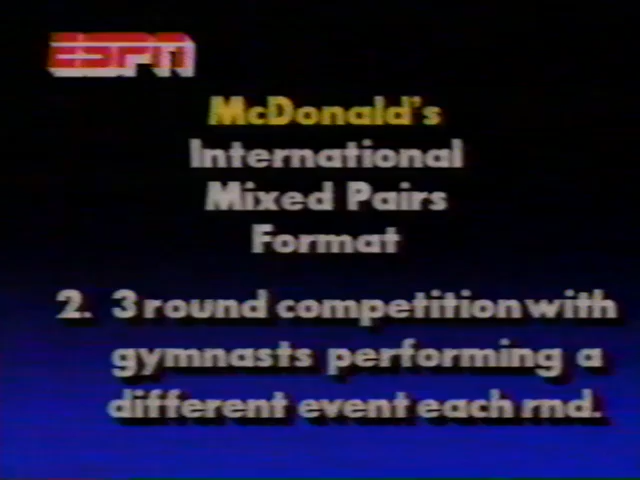 ESPN
McDonald's
International
Mixed Pairs
Format
2. 3 round competition with
gymnasts performing a
different event each rnd.